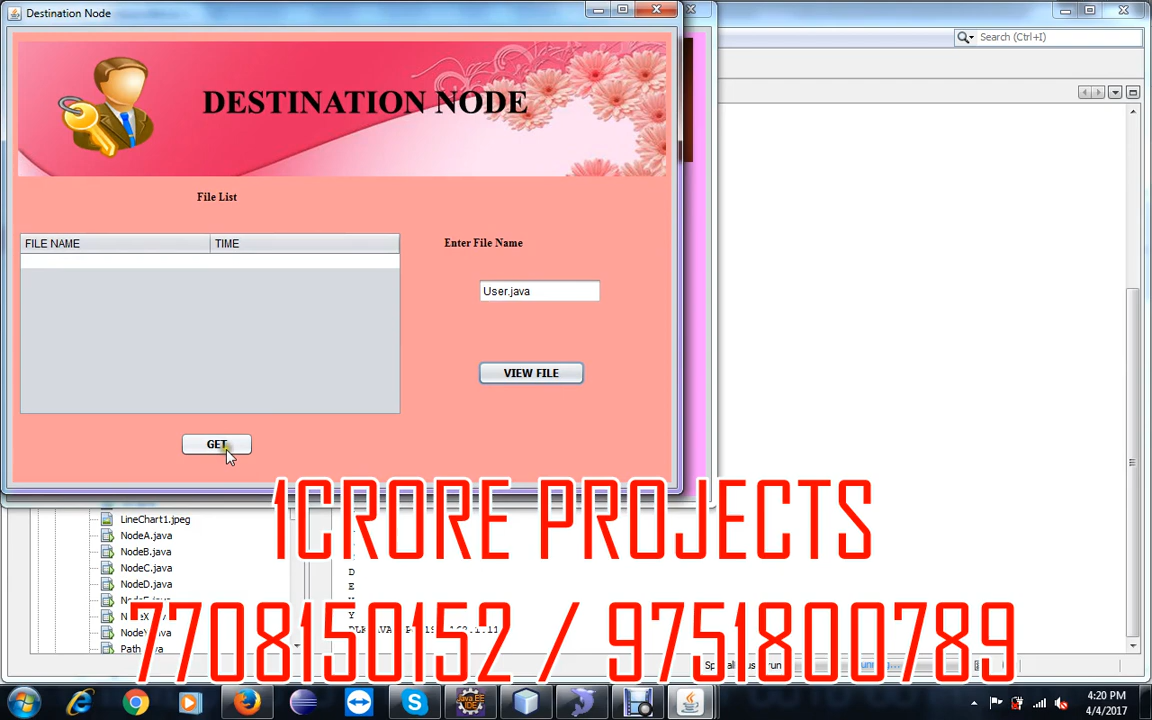 Destination Node
Search (Ctrl+I)
DESTINATION NODE
File List
FILE NAME TIME
Enter File Name
User.java
VIEW FILE
GET
1CRORE PROJECTS
LineChart1.jpeg
NodeA.java
NodeB.java
NodeC.java
NodeD.java
D
E
Y
7708150152 / 9751800789
4:20 PM
4/4/2017